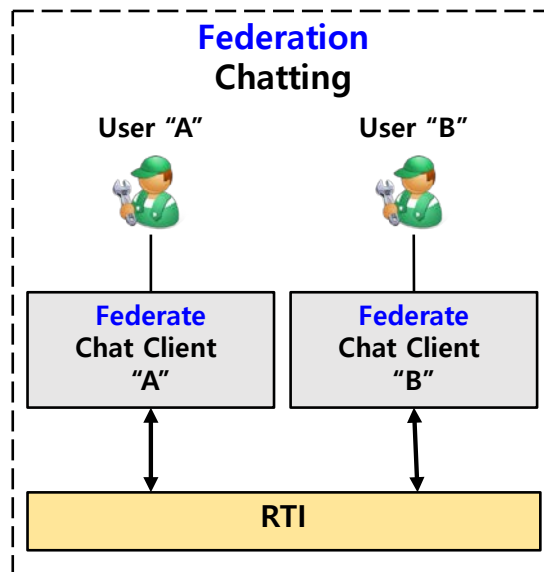 Federation
Chatting
User “A” User “B”
Federate
Chat Client
“A”
Federate
Chat Client
“B”
RTI